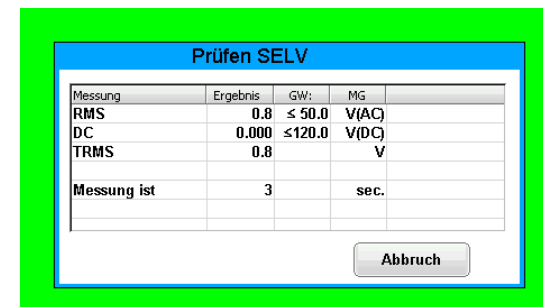 Prüfen SELV
Messung Ergebnis GW: MG
RMS 0.8 ≤ 50.0 V(AC)
DC 0.000 ≤120.0 V(DC)
TRMS 0.8 V
Messung ist 3 sec.
Abbruch